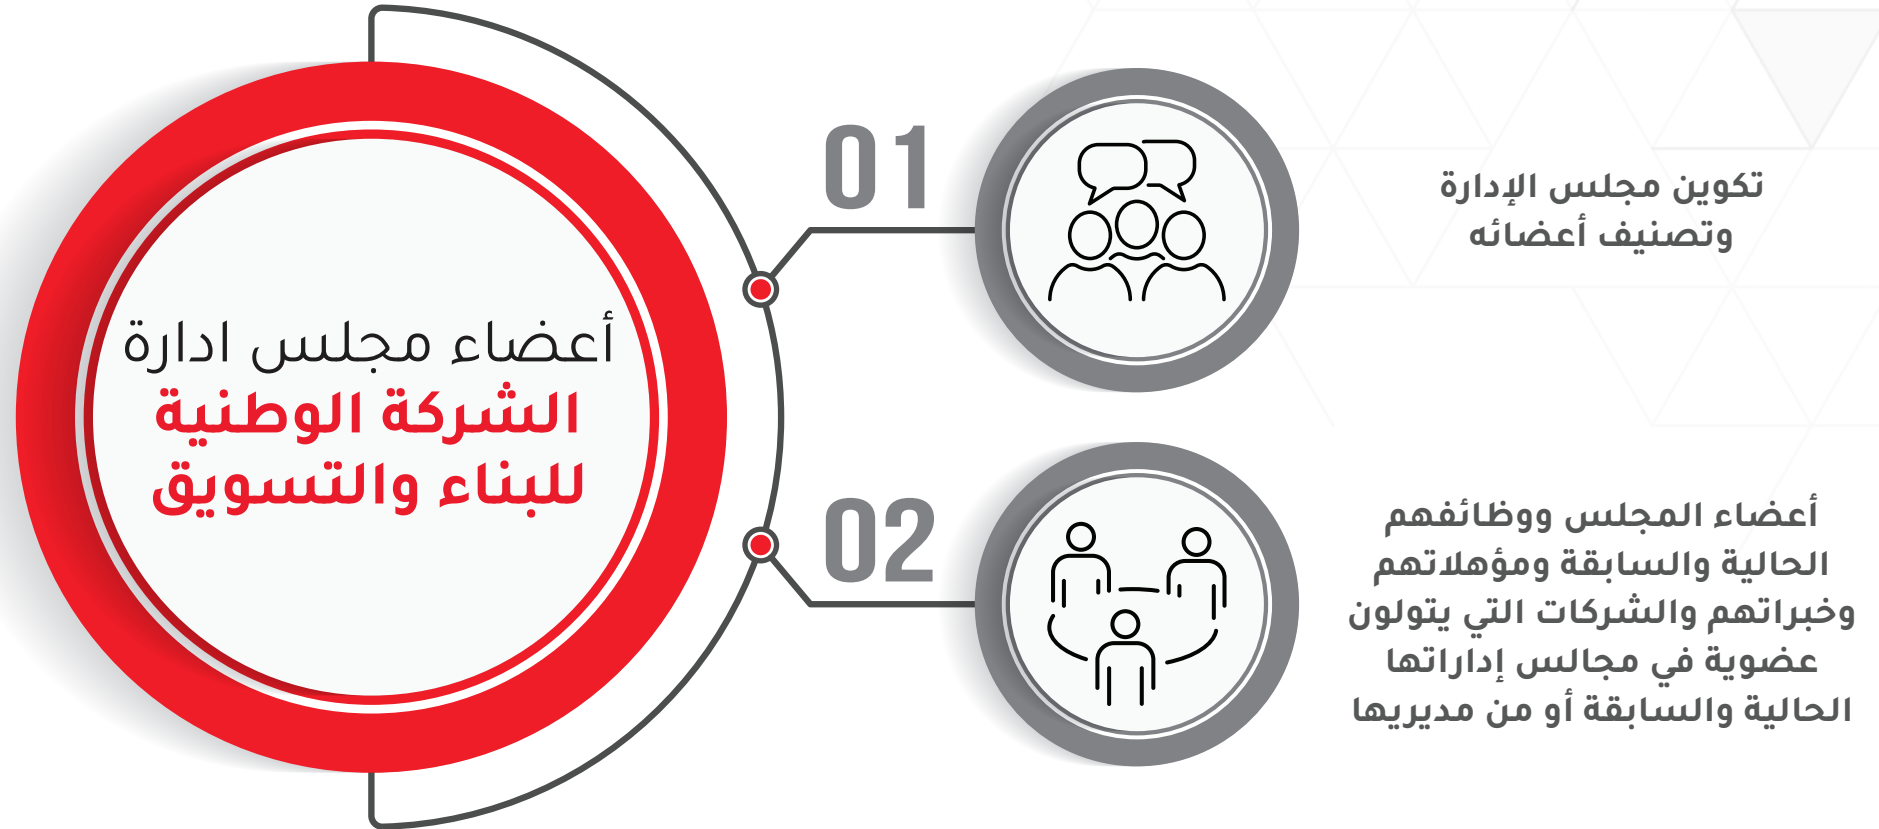 أعضاء مجلس ادارة
الشركة الوطنية
للبناء والتسويق
01
تكوين مجلس الإدارة
وتصنيف أعضائه
02
أعضاء المجلس ووظائفهم
الحالية والسابقة ومؤهلاتهم
وخبراتهم والشركات التي يتولون
عضوية في مجالس إداراتها
الحالية والسابقة أو من مديريها